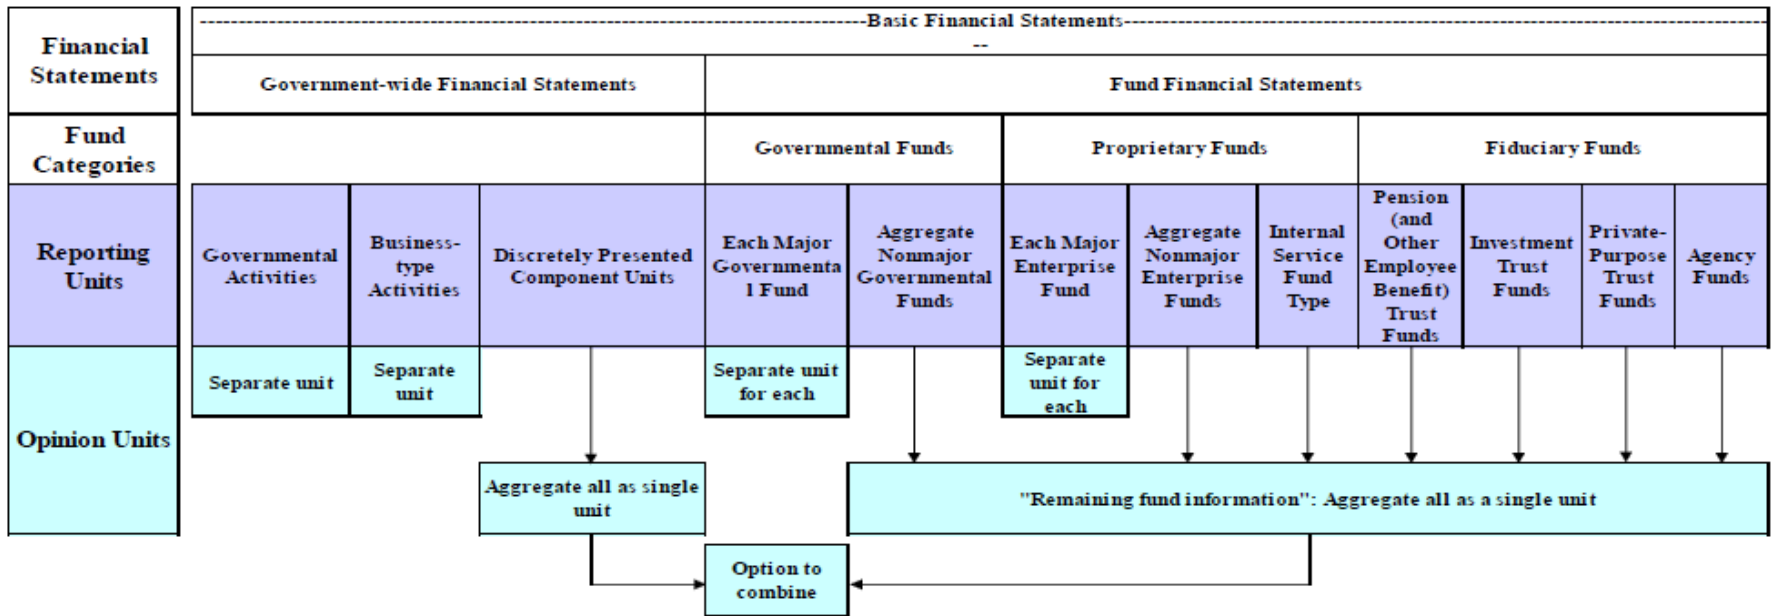 Financial
Statements
-----------------------------------------------------------------------------------Basic Financial Statements-----------------------------------------------------------------------------------
--
Government-wide Financial Statements
Fund Financial Statements
Fund
Categories
Governmental Funds
Proprietary Funds
Fiduciary Funds
Reporting
Units
Governmental
Activities
Business-
type
Activities
Discretely Presented
Component Units
Each Major
Governmenta
l Fund
Aggregate
Nonmajor
Governmental
Funds
Each Major
Enterprise
Fund
Aggregate
Nonmajor
Enterprise
Funds
Internal
Service
Fund
Type
Pension
(and
Other
Employee
Benefit)
Trust
Funds
Investment
Trust
Funds
Private-
Purpose
Trust
Funds
Agency
Funds
Opinion Units
Separate unit
Separate
unit
Separate unit
for each
Separate
unit for
each
Aggregate all as single
unit
"Remaining fund information": Aggregate all as a single unit
Option to
combine